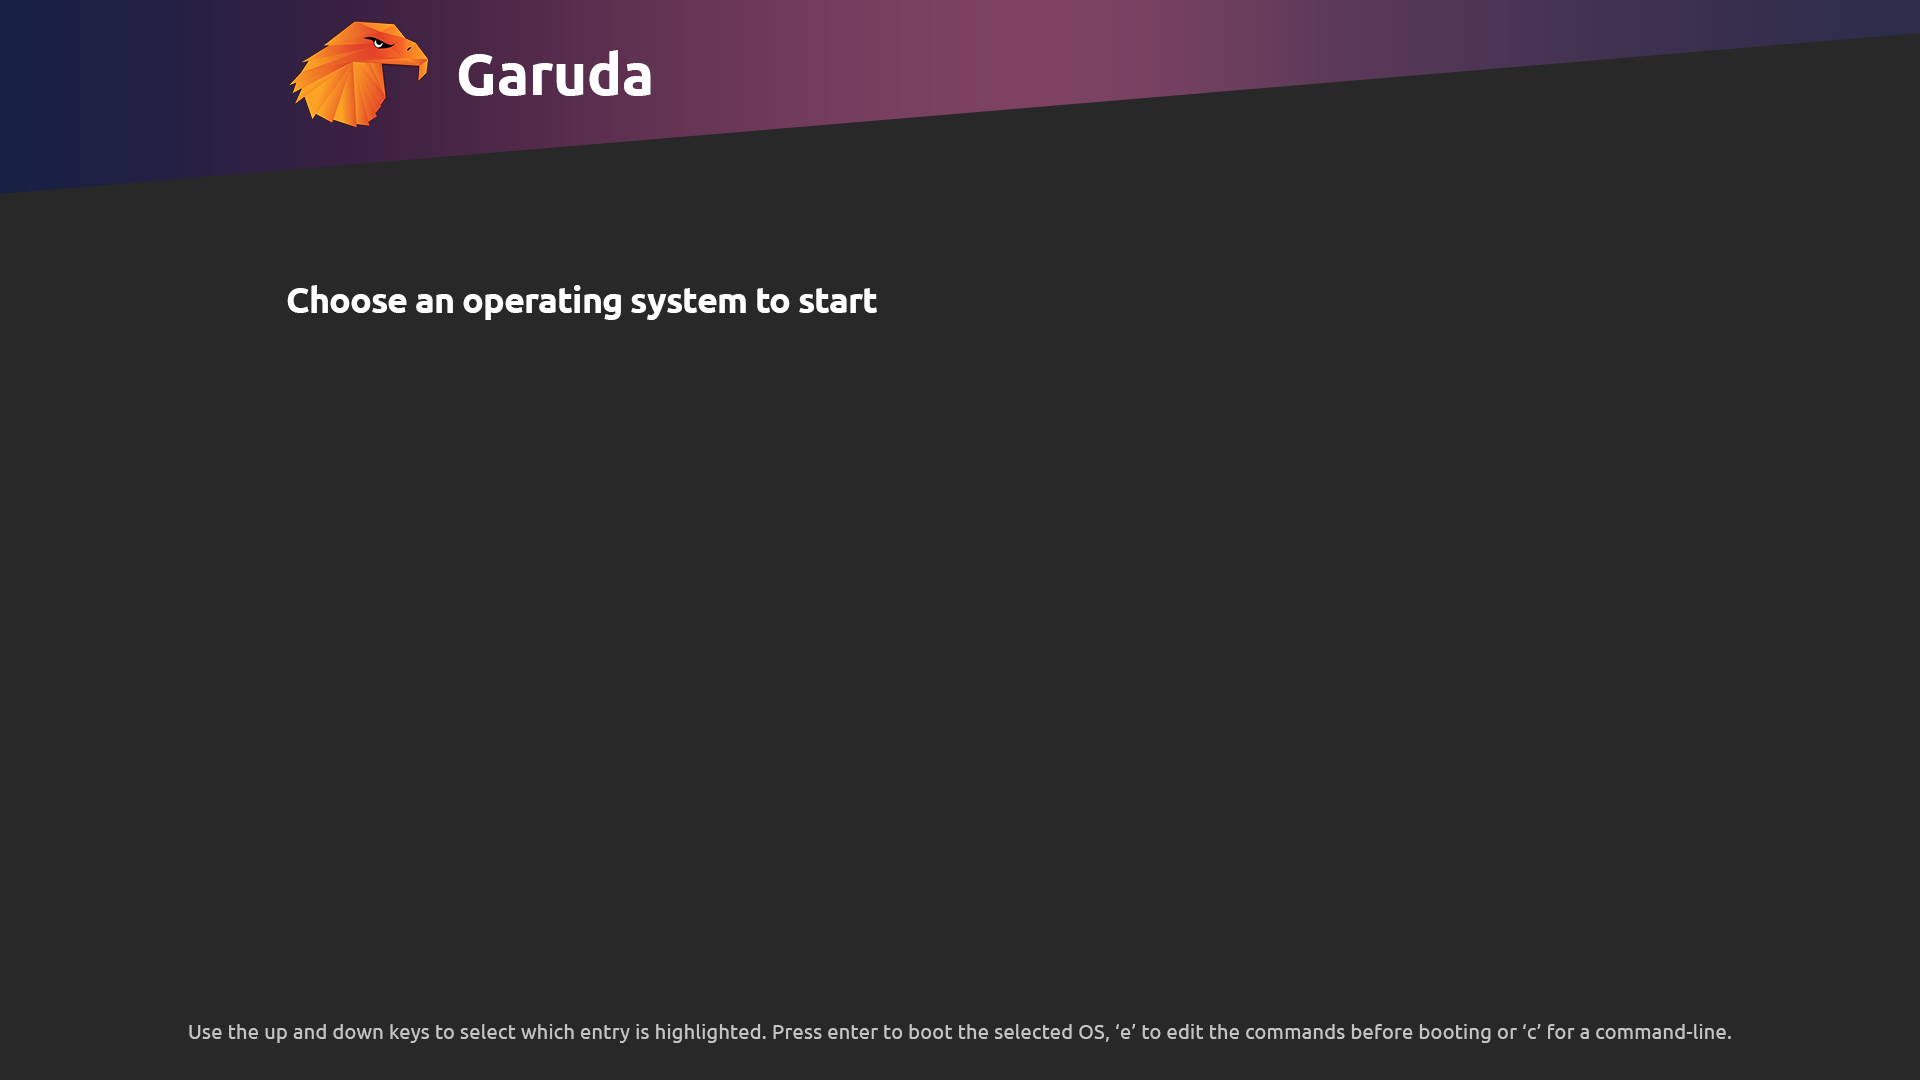 Garuda
Choose an operating system to start
Use the up and down keys to select which entry is highlighted. Press enter to boot the selected OS, ‘e’ to edit the commands before booting or ‘c’ for a command-line.